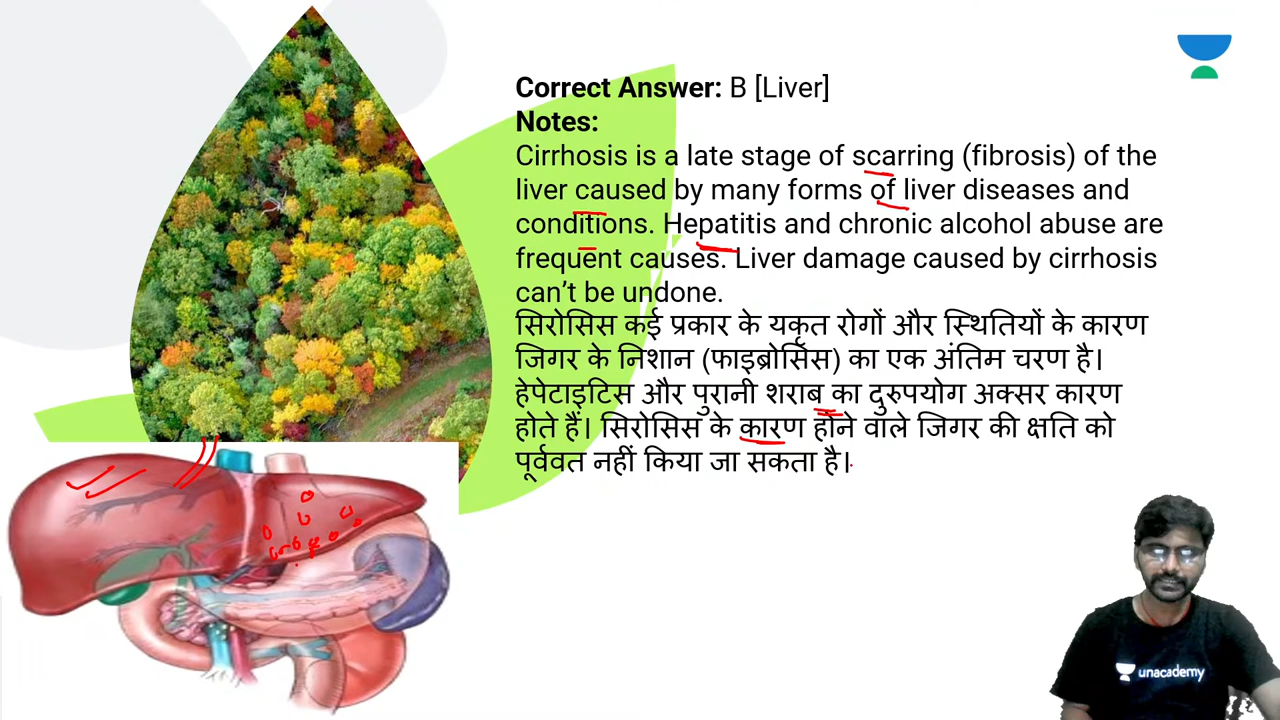 Correct Answer: B [Liver]
Notes:
Cirrhosis is a late stage of scarring (fibrosis) of the
liver caused by many forms of liver diseases and
conditions. Hepatitis and chronic alcohol abuse are
frequent causes. Liver damage caused by cirrhosis
can’t be undone.
सिरोसिस कई प्रकार के यकृत रोगों और स्थितियों के कारण
जिगर के निशान (फाइब्रोसिस) का एक अंतिम चरण है।
हेपेटाइटिस और पुरानी शराब का दुरुपयोग अक्सर कारण
होते हैं। सिरोसिस के कारण होने वाले जिगर की क्षति को
पूर्ववत नहीं किया जा सकता है।
unacademy